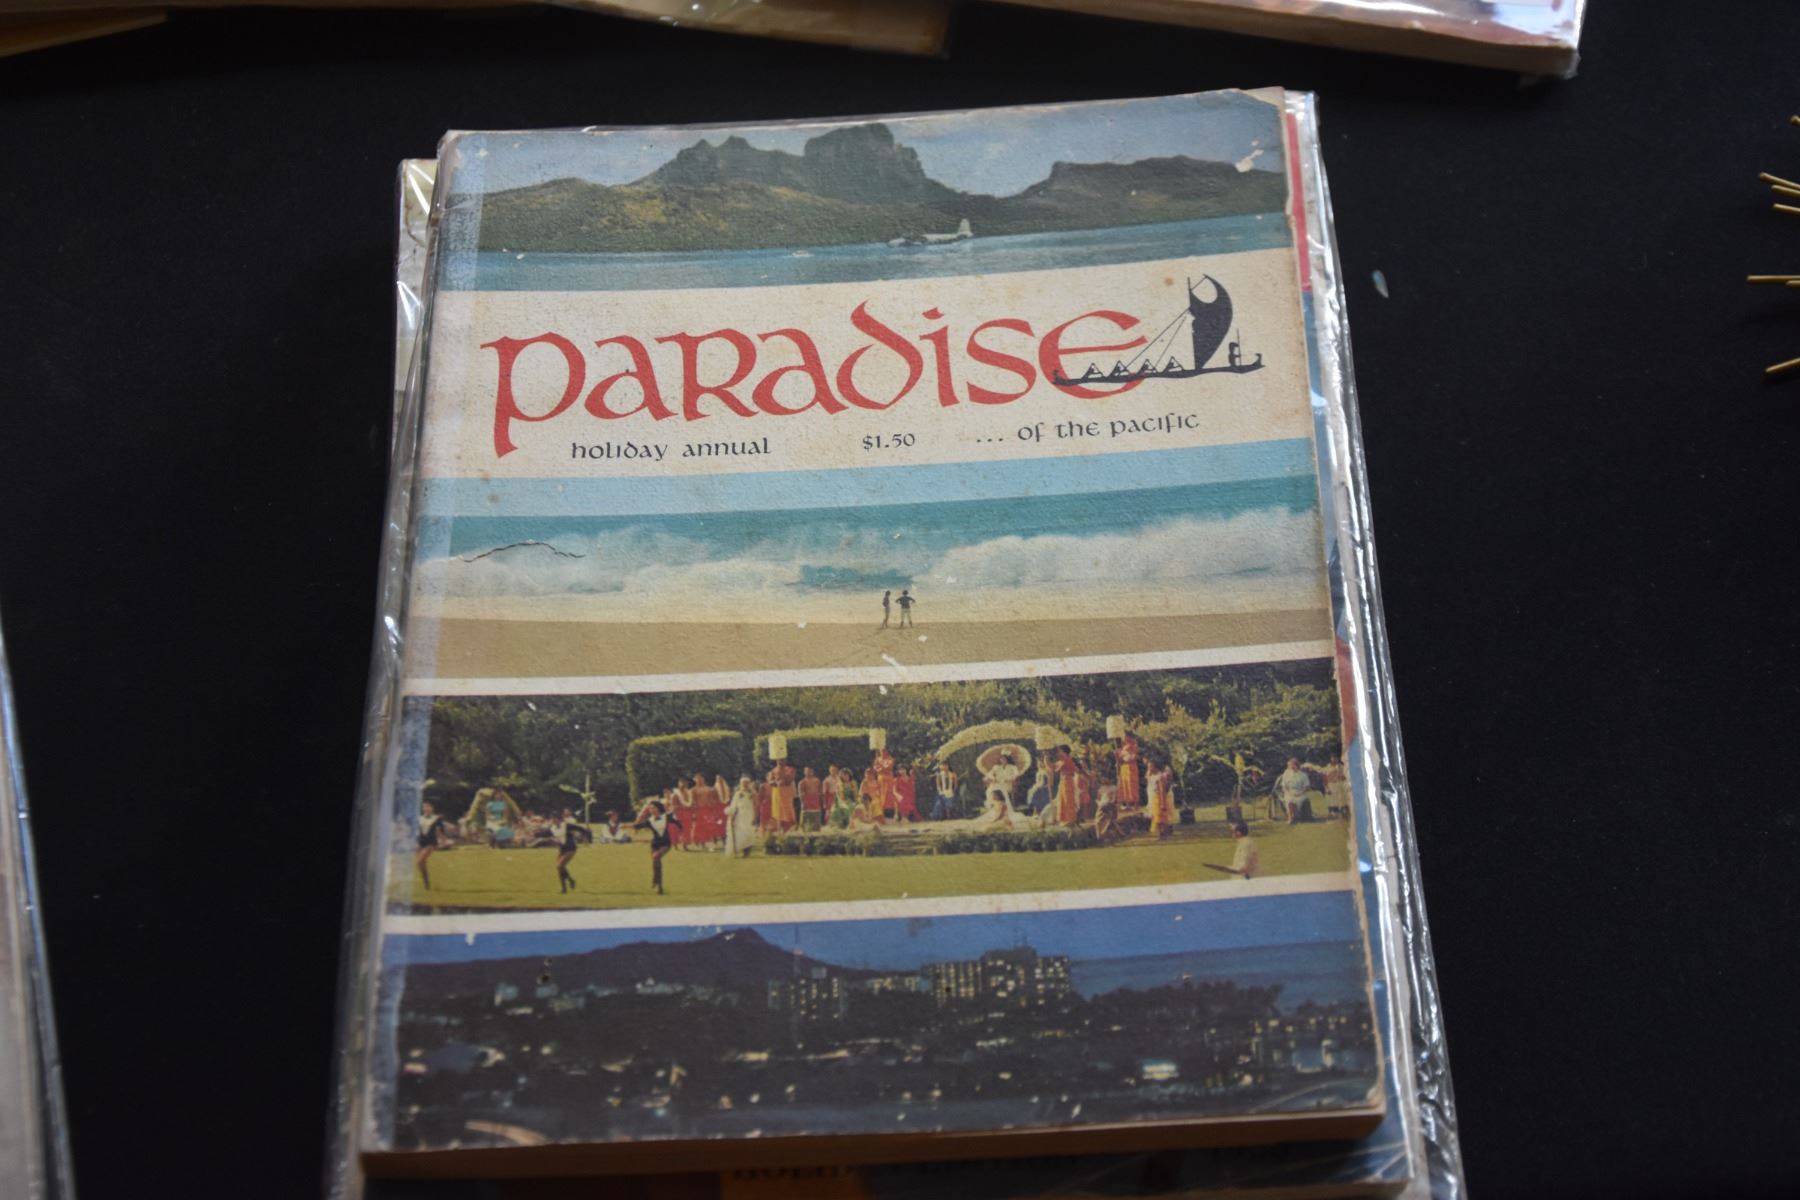 paradise
holiday annual $1.50 ... of the pacific